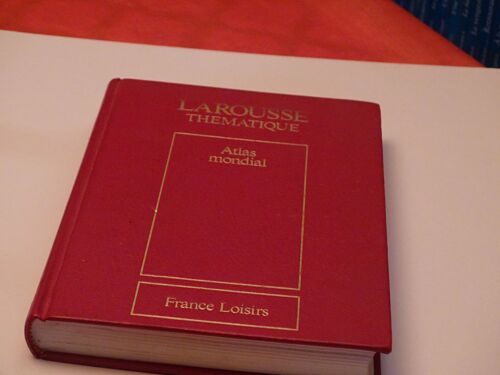 LAROUSSE
THEMATIQUE
Atlas
mondial
France Loisirs